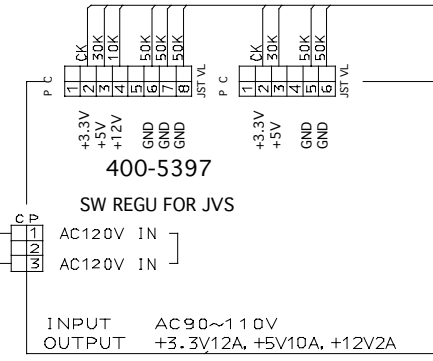 CK 30K 10K 50K 50K 50K CK 30K 50K 50K
P C 1 2 3 4 5 6 7 8 JST VL P C 1 2 3 4 5 6 JST VL
+3.3V +5V +12V GND GND GND +3.3V +5V GND GND
400-5397
SW REGU FOR JVS
C P
1 AC120V IN
2
3 AC120V IN
INPUT AC90~110V
OUTPUT +3.3V12A, +5V10A, +12V2A